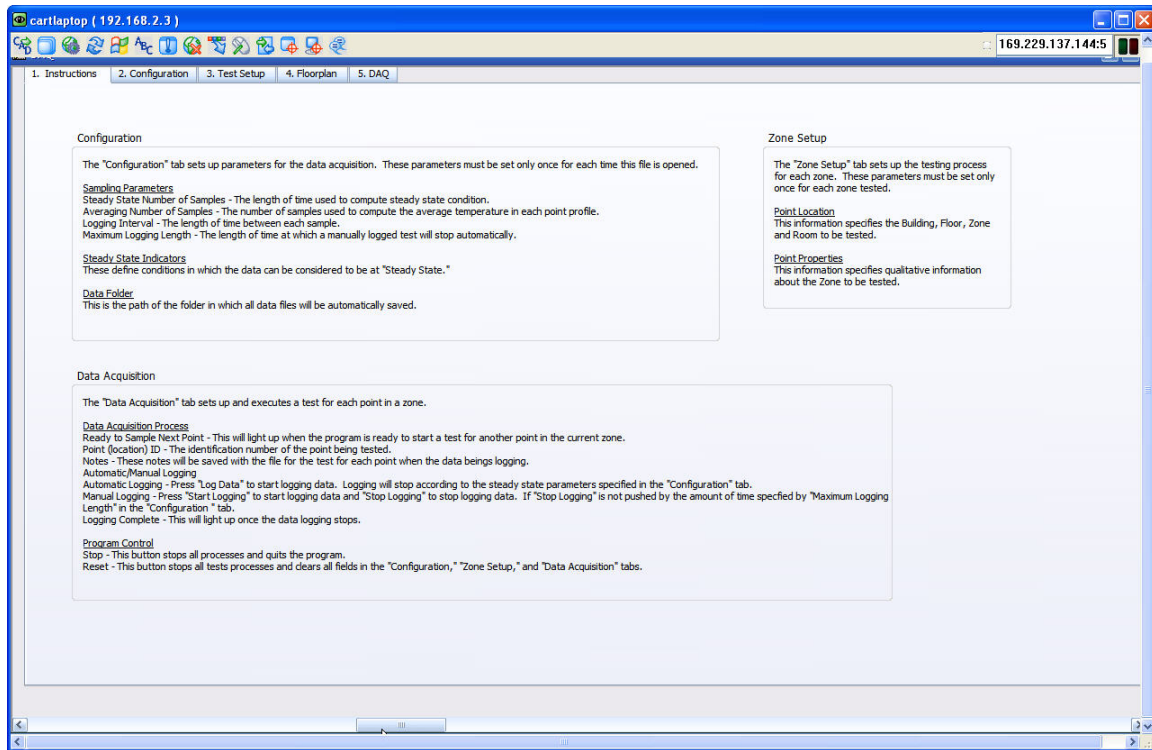 cartlaptop ( 192.168.2.3 )
169.229.137.144:5
1. Instructions
2. Configuration
3. Test Setup
4. Floorplan
5. DAQ
Configuration
The "Configuration" tab sets up parameters for the data acquisition. These parameters must be set only once for each time this file is opened.
Sampling Parameters
Steady State Number of Samples - The length of time used to compute steady state condition.
Averaging Number of Samples - The number of samples used to compute the average temperature in each point profile.
Logging Interval - The length of time between each sample.
Maximum Logging Length - The length of time at which a manually logged test will stop automatically.
Steady State Indicators
These define conditions in which the data can be considered to be at "Steady State."
Data Folder
This is the path of the folder in which all data files will be automatically saved.
Zone Setup
The "Zone Setup" tab sets up the testing process
for each zone. These parameters must be set only
once for each zone tested.
Point Location
This information specifies the Building, Floor, Zone
and Room to be tested.
Point Properties
This information specifies qualitative information
about the Zone to be tested.
Data Acquisition
The "Data Acquisition" tab sets up and executes a test for each point in a zone.
Data Acquisition Process
Ready to Sample Next Point - This will light up when the program is ready to start a test for another point in the current zone.
Point (location) ID - The identification number of the point being tested.
Notes - These notes will be saved with the file for the test for each point when the data beings logging.
Automatic/Manual Logging
Automatic Logging - Press "Log Data" to start logging data. Logging will stop according to the steady state parameters specified in the "Configuration" tab.
Manual Logging - Press "Start Logging" to start logging data and "Stop Logging" to stop logging data. If "Stop Logging" is not pushed by the amount of time specfied by "Maximum Logging
Length" in the "Configuration " tab.
Logging Complete - This will light up once the data logging stops.
Program Control
Stop - This button stops all processes and quits the program.
Reset - This button stops all tests processes and clears all fields in the "Configuration," "Zone Setup," and "Data Acquisition" tabs.